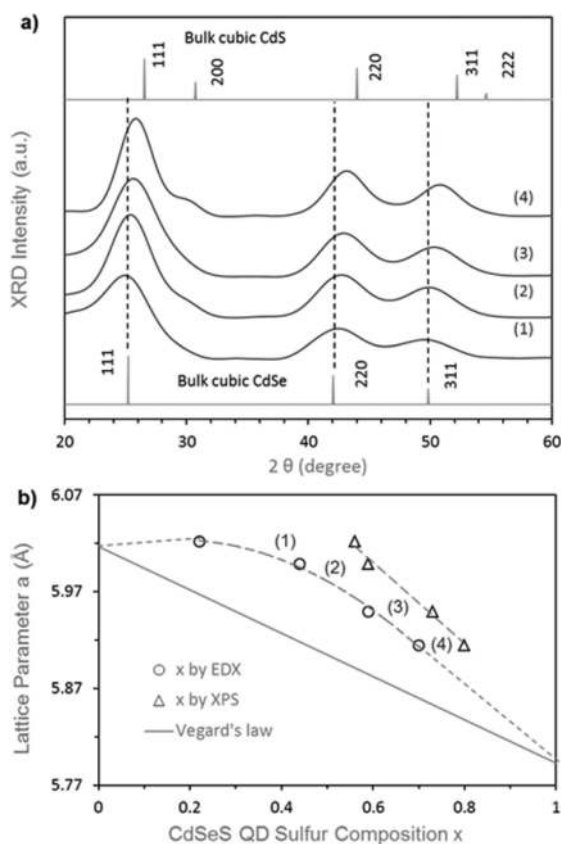 a)
Bulk cubic CdS
111
200
220
311
222
XRD Intensity (a.u.)
(4)
(3)
(2)
(1)
111
Bulk cubic CdSe
220
311
20 30 40 50 60
2 θ (degree)
b)
6.07
5.97
5.87
5.77
Lattice Parameter a (Å)
(1)
(2)
(3)
(4)
x by EDX
x by XPS
Vegard's law
0 0.2 0.4 0.6 0.8 1
CdSeS QD Sulfur Composition x